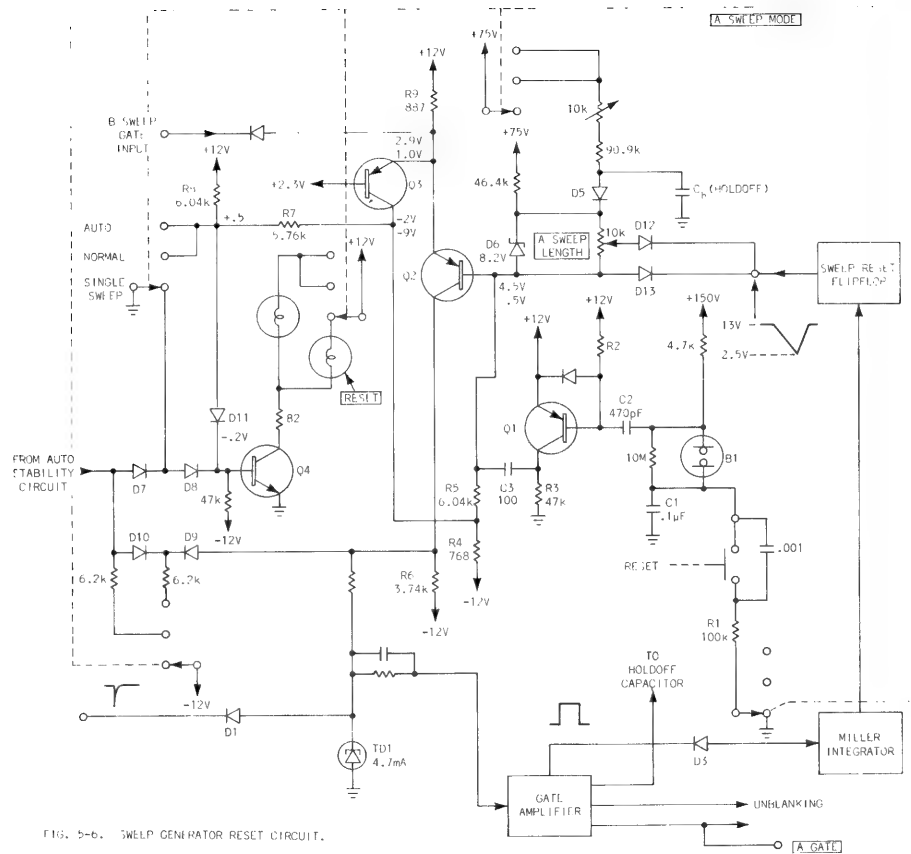 A SWEEP MODE
+75V
+12V
R9
887
10k
B SWEEP
GATE
INPUT
+12V
2.9V
1.0V
+75V
90.9k
+2.3V
Q3
46.4k
D5
Ch (HOLDOFF)
6.04k
AUTO
+.5
R7
5.76k
-2V
-9V
+12V
D6
8.2V
A SWEEP
LENGTH
10k
D12
NORMAL
Q2
SWEEP RESET
FLIPFLOP
SINGLE
SWEEP
4.5V
.5V
D13
+12V
+12V
+150V
13V
2.5V
R2
4.7k
RESET
D11
-.2V
82
Q1
C2
470pF
B1
10M
FROM AUTO
STABILITY
CIRCUIT
D7
D8
Q4
47k
-12V
R5
6.04k
C3
100
R3
47k
C1
.1µF
D10
D9
R4
768
-12V
.001
RESET
6.2k
6.2k
R6
3.74k
-12V
R1
100k
TO
HOLDOFF
CAPACITOR
-12V
D1
TD1
4.7mA
D3
MILLER
INTEGRATOR
GATE
AMPLIFIER
UNBLANKING
A GATE
FIG. 5-6. SWEEP GENERATOR RESET CIRCUIT.